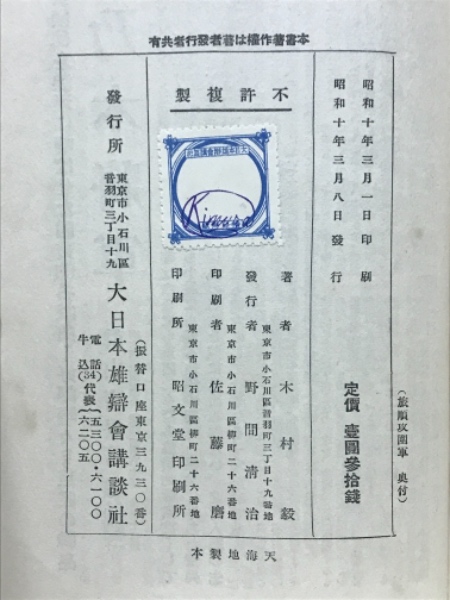 本書著作權は著者發行者共有
(旅順攻圍軍 奥付)
昭和十年三月一日印刷
昭和十年三月八日發行
定價 壹圓參拾錢
不許複製
Kimura
著者 木村毅
東京市小石川區音羽町三丁目十九
發行者 野間清治
東京市小石川區柳町二十六番地
印刷者 佐藤磨
東京市小石川區柳町二十六番地
印刷所 昭文堂印刷所
發行所
東京市小石川區
音羽町三丁目十九
大日本雄辯會講談社
(振替口座東京三九三〇番)
電話(34)代表{五三〇〇・六一〇〇
牛込 六二〇五
天海地製本